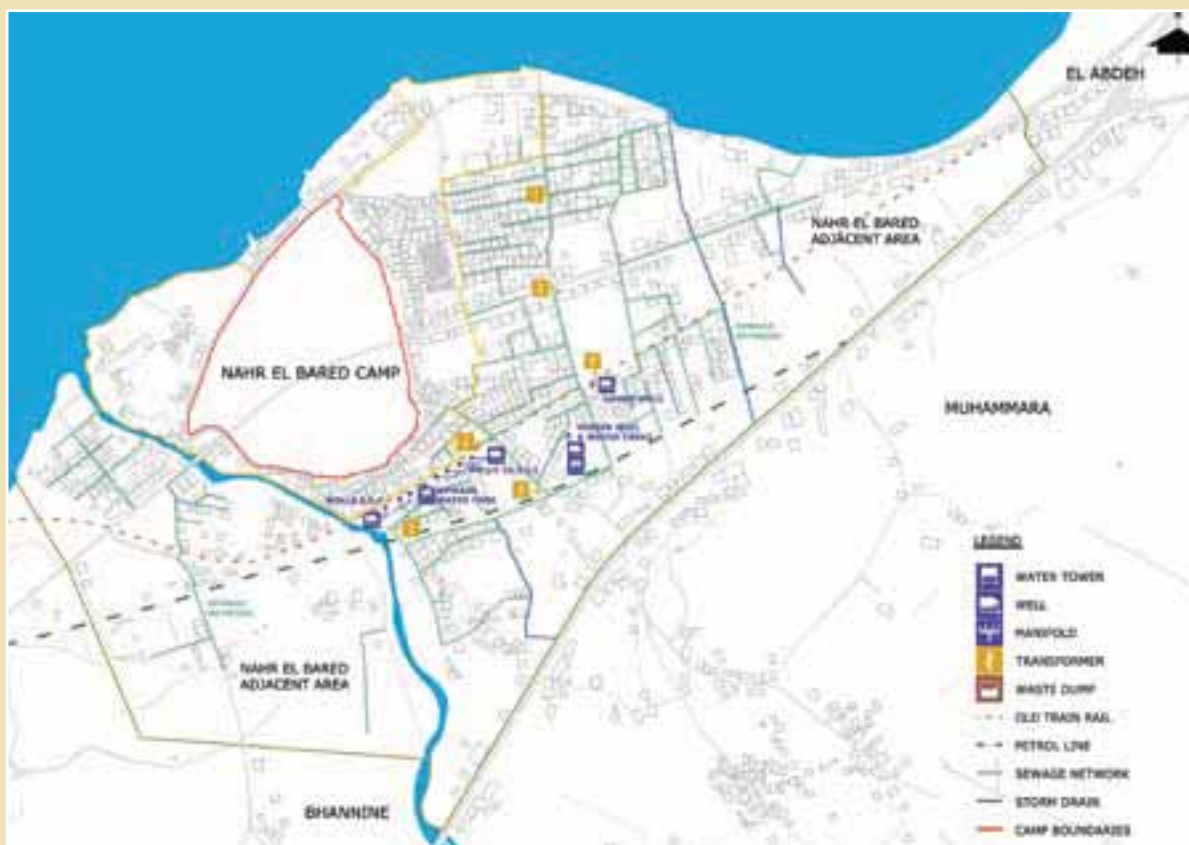 EL ABDEH
NAHR EL BARED
ADJACENT AREA
NAHR EL BARED CAMP
MUHAMMARA
NAHR EL BARED
ADJACENT AREA
BHANNINE
LEGEND
WATER TOWER
WELL
MANIFOLD
TRANSFORMER
WASTE DUMP
OLD TRAIN RAIL
PETROL LINE
SEWAGE NETWORK
STORM DRAIN
CAMP BOUNDARIES